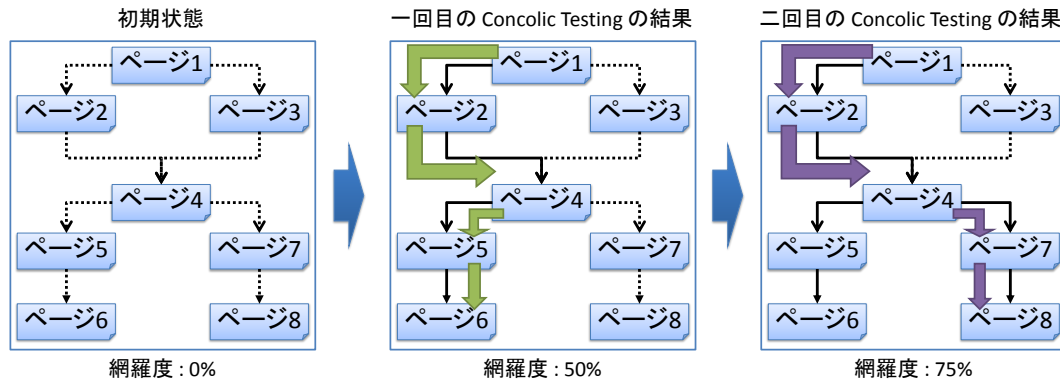 初期状態
ページ1
ページ2
ページ3
ページ4
ページ5
ページ7
ページ6
ページ8
網羅度 : 0%
一回目の Concolic Testing の結果
ページ1
ページ2
ページ3
ページ4
ページ5
ページ7
ページ6
ページ8
網羅度 : 50%
二回目の Concolic Testing の結果
ページ1
ページ2
ページ3
ページ4
ページ5
ページ7
ページ6
ページ8
網羅度 : 75%